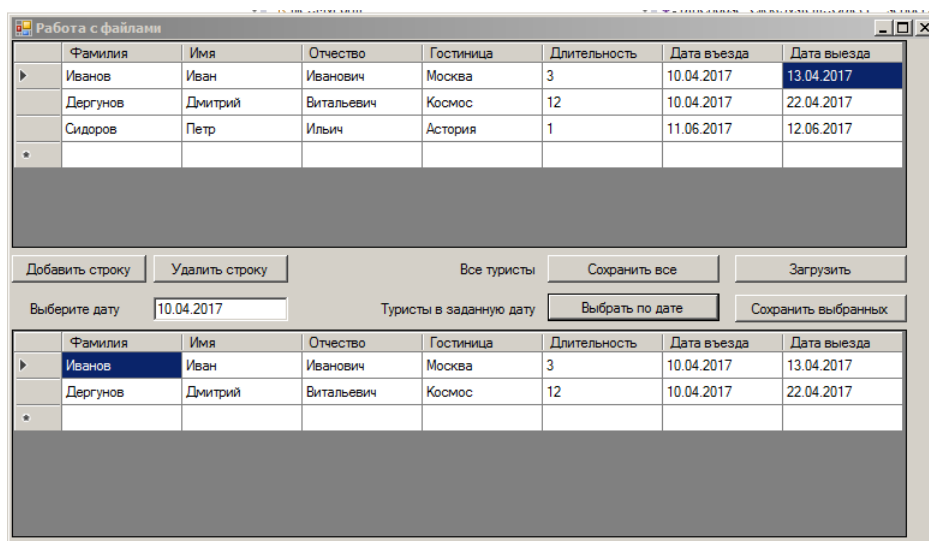 Работа с файлами
Фамилия Имя Отчество Гостиница Длительность Дата въезда Дата выезда
Иванов Иван Иванович Москва 3 10.04.2017 13.04.2017
Дергунов Дмитрий Витальевич Космос 12 10.04.2017 22.04.2017
Сидоров Петр Ильич Астория 1 11.06.2017 12.06.2017
Добавить строку Удалить строку Все туристы Сохранить все Загрузить
Выберите дату 10.04.2017 Туристы в заданную дату Выбрать по дате Сохранить выбранных
Фамилия Имя Отчество Гостиница Длительность Дата въезда Дата выезда
Иванов Иван Иванович Москва 3 10.04.2017 13.04.2017
Дергунов Дмитрий Витальевич Космос 12 10.04.2017 22.04.2017